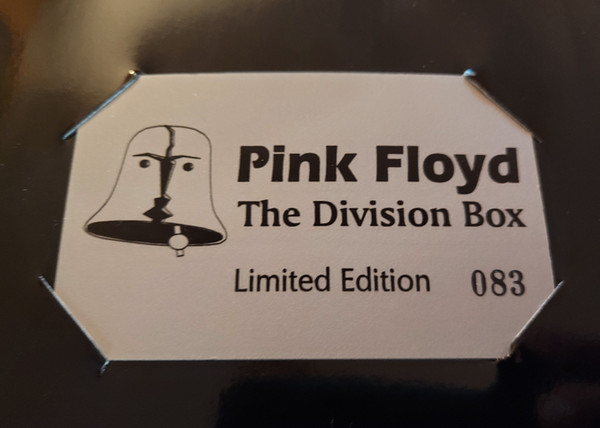 Pink Floyd
The Division Box
Limited Edition 083